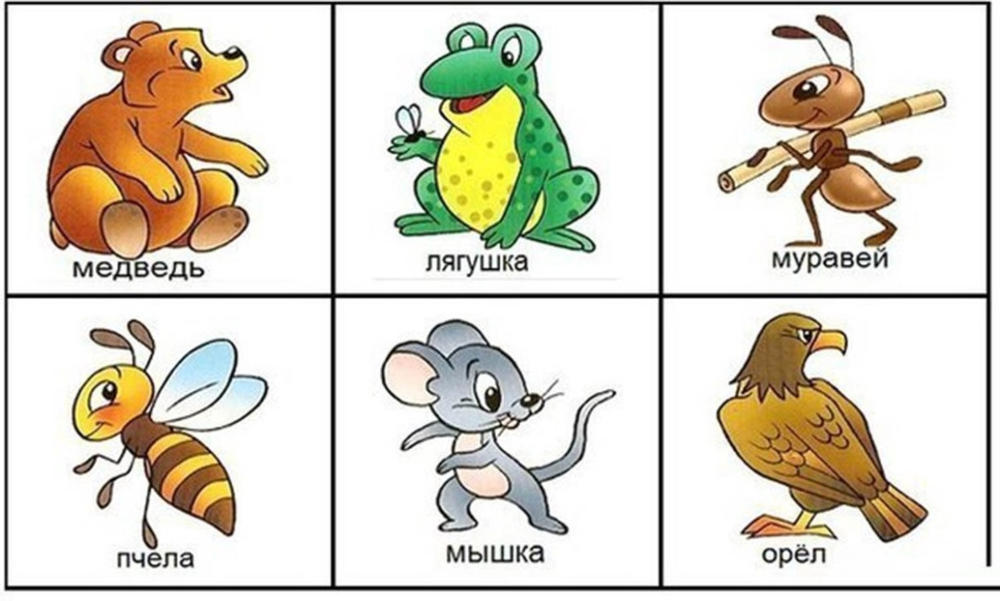 медведь
лягушка
муравей
пчела
мышка
орёл